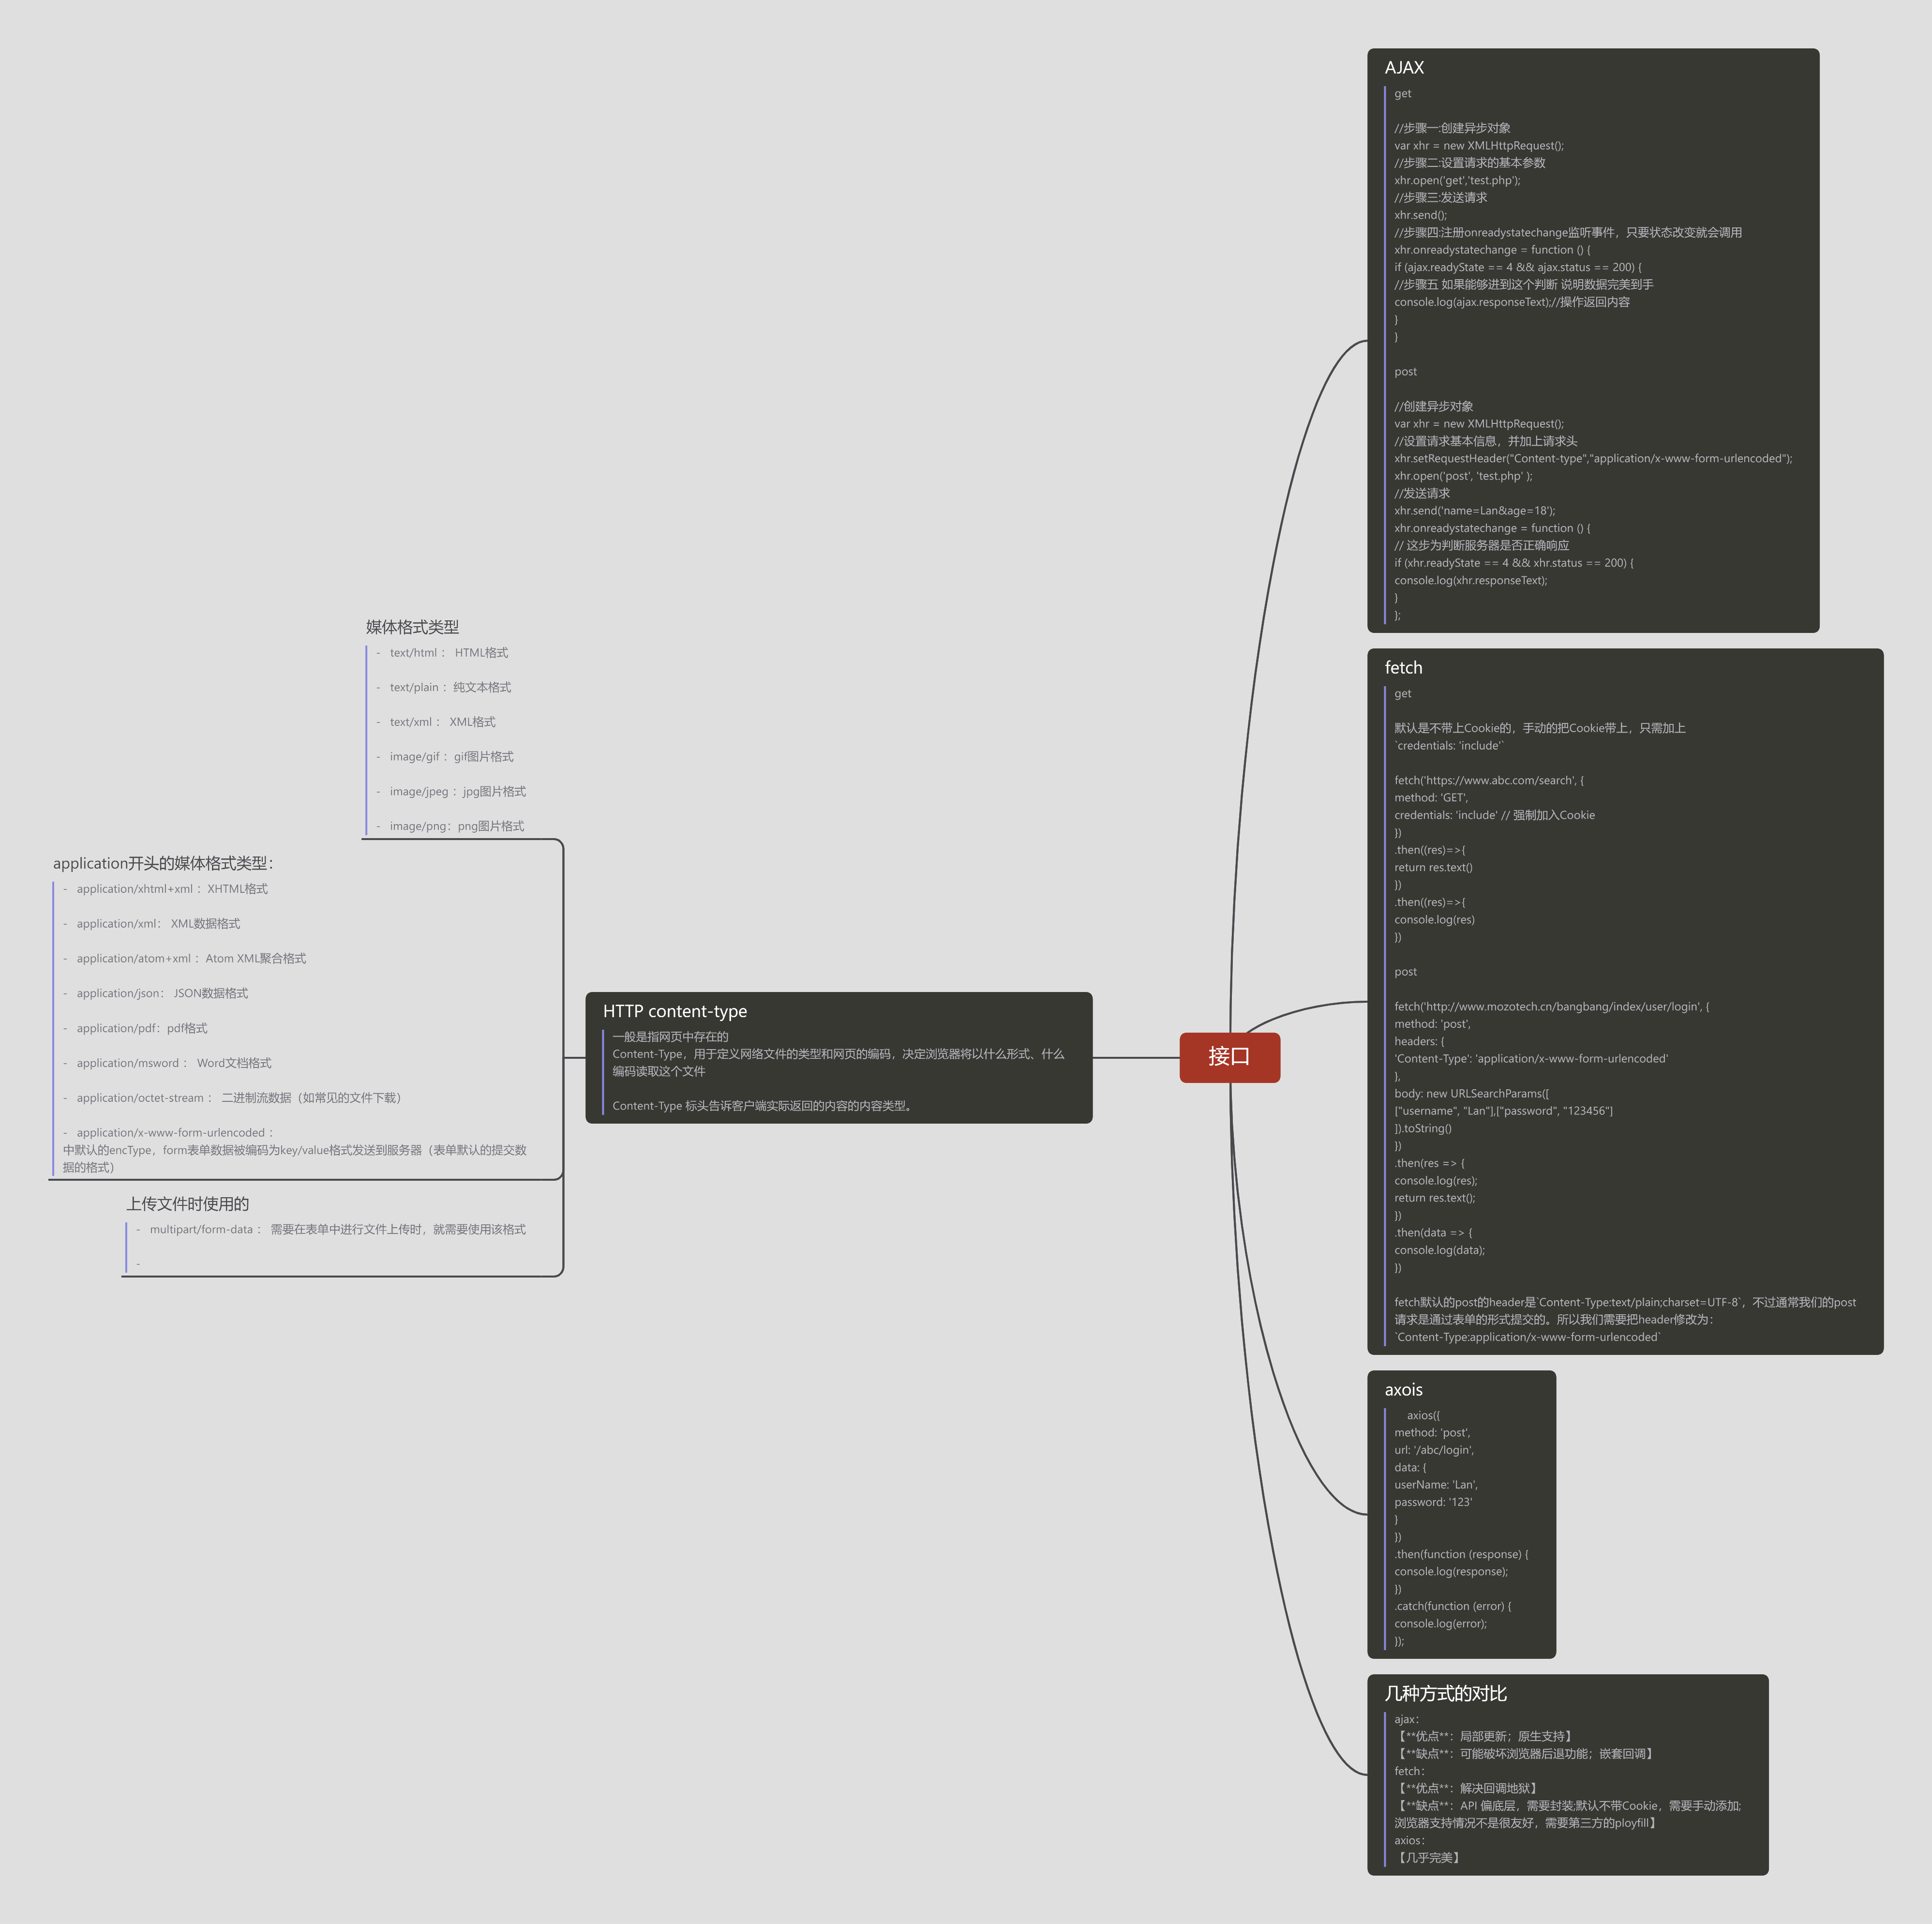 接口
AJAX
get
//步骤一:创建异步对象
var xhr = new XMLHttpRequest();
//步骤二:设置请求的基本参数
xhr.open('get','test.php');
//步骤三:发送请求
xhr.send();
//步骤四:注册onreadystatechange监听事件，只要状态改变就会调用
xhr.onreadystatechange = function () {
if (ajax.readyState == 4 && ajax.status == 200) {
//步骤五 如果能够进到这个判断 说明数据完美到手
console.log(ajax.responseText);//操作返回内容
}
}
post
//创建异步对象
var xhr = new XMLHttpRequest();
//设置请求基本信息，并加上请求头
xhr.setRequestHeader("Content-type","application/x-www-form-urlencoded");
xhr.open('post', 'test.php' );
//发送请求
xhr.send('name=Lan&age=18');
xhr.onreadystatechange = function () {
// 这步为判断服务器是否正确响应
if (xhr.readyState == 4 && xhr.status == 200) {
console.log(xhr.responseText);
}
};
fetch
get
默认是不带上Cookie的，手动的把Cookie带上，只需加上
`credentials: 'include'`
fetch('https://www.abc.com/search', {
method: 'GET',
credentials: 'include' // 强制加入Cookie
})
.then((res)=>{
return res.text()
})
.then((res)=>{
console.log(res)
})
post
fetch('http://www.mozotech.cn/bangbang/index/user/login', {
method: 'post',
headers: {
'Content-Type': 'application/x-www-form-urlencoded'
},
body: new URLSearchParams([
["username", "Lan"],["password", "123456"]
]).toString()
})
.then(res => {
console.log(res);
return res.text();
})
.then(data => {
console.log(data);
})
fetch默认的post的header是`Content-Type:text/plain;charset=UTF-8`，不过通常我们的post
请求是通过表单的形式提交的。所以我们需要把header修改为：
`Content-Type:application/x-www-form-urlencoded`
axois
axios({
method: 'post',
url: '/abc/login',
data: {
userName: 'Lan',
password: '123'
}
})
.then(function (response) {
console.log(response);
})
.catch(function (error) {
console.log(error);
});
几种方式的对比
ajax：
【**优点**：局部更新；原生支持】
【**缺点**：可能破坏浏览器后退功能；嵌套回调】
fetch：
【**优点**：解决回调地狱】
【**缺点**：API 偏底层，需要封装;默认不带Cookie，需要手动添加;
浏览器支持情况不是很友好，需要第三方的ployfill】
axios：
【几乎完美】
HTTP content-type
一般是指网页中存在的
Content-Type，用于定义网络文件的类型和网页的编码，决定浏览器将以什么形式、什么
编码读取这个文件
Content-Type 标头告诉客户端实际返回的内容的内容类型。
媒体格式类型
- text/html ： HTML格式
- text/plain ：纯文本格式
- text/xml ： XML格式
- image/gif ：gif图片格式
- image/jpeg ：jpg图片格式
- image/png：png图片格式
application开头的媒体格式类型：
- application/xhtml+xml ：XHTML格式
- application/xml： XML数据格式
- application/atom+xml ：Atom XML聚合格式
- application/json： JSON数据格式
- application/pdf：pdf格式
- application/msword ： Word文档格式
- application/octet-stream ： 二进制流数据（如常见的文件下载）
- application/x-www-form-urlencoded ：
中默认的encType，form表单数据被编码为key/value格式发送到服务器（表单默认的提交数
据的格式）
上传文件时使用的
- multipart/form-data ： 需要在表单中进行文件上传时，就需要使用该格式
-